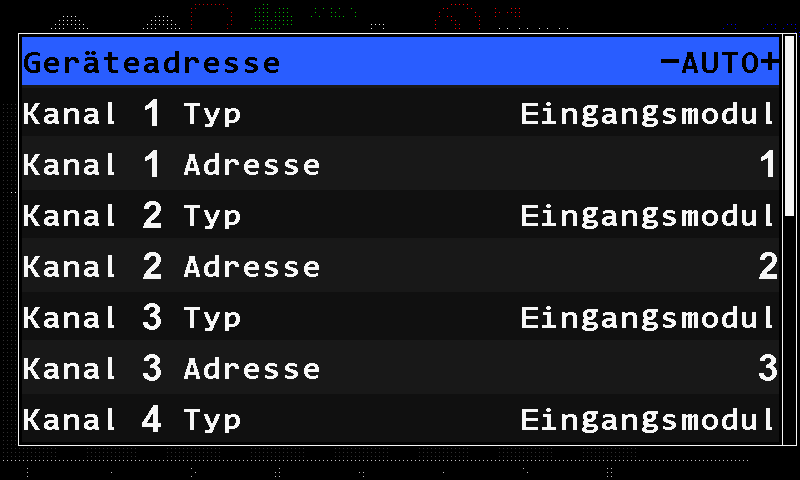 Geräteadresse -AUTO+
Kanal 1 Typ Eingangsmodul
Kanal 1 Adresse 1
Kanal 2 Typ Eingangsmodul
Kanal 2 Adresse 2
Kanal 3 Typ Eingangsmodul
Kanal 3 Adresse 3
Kanal 4 Typ Eingangsmodul